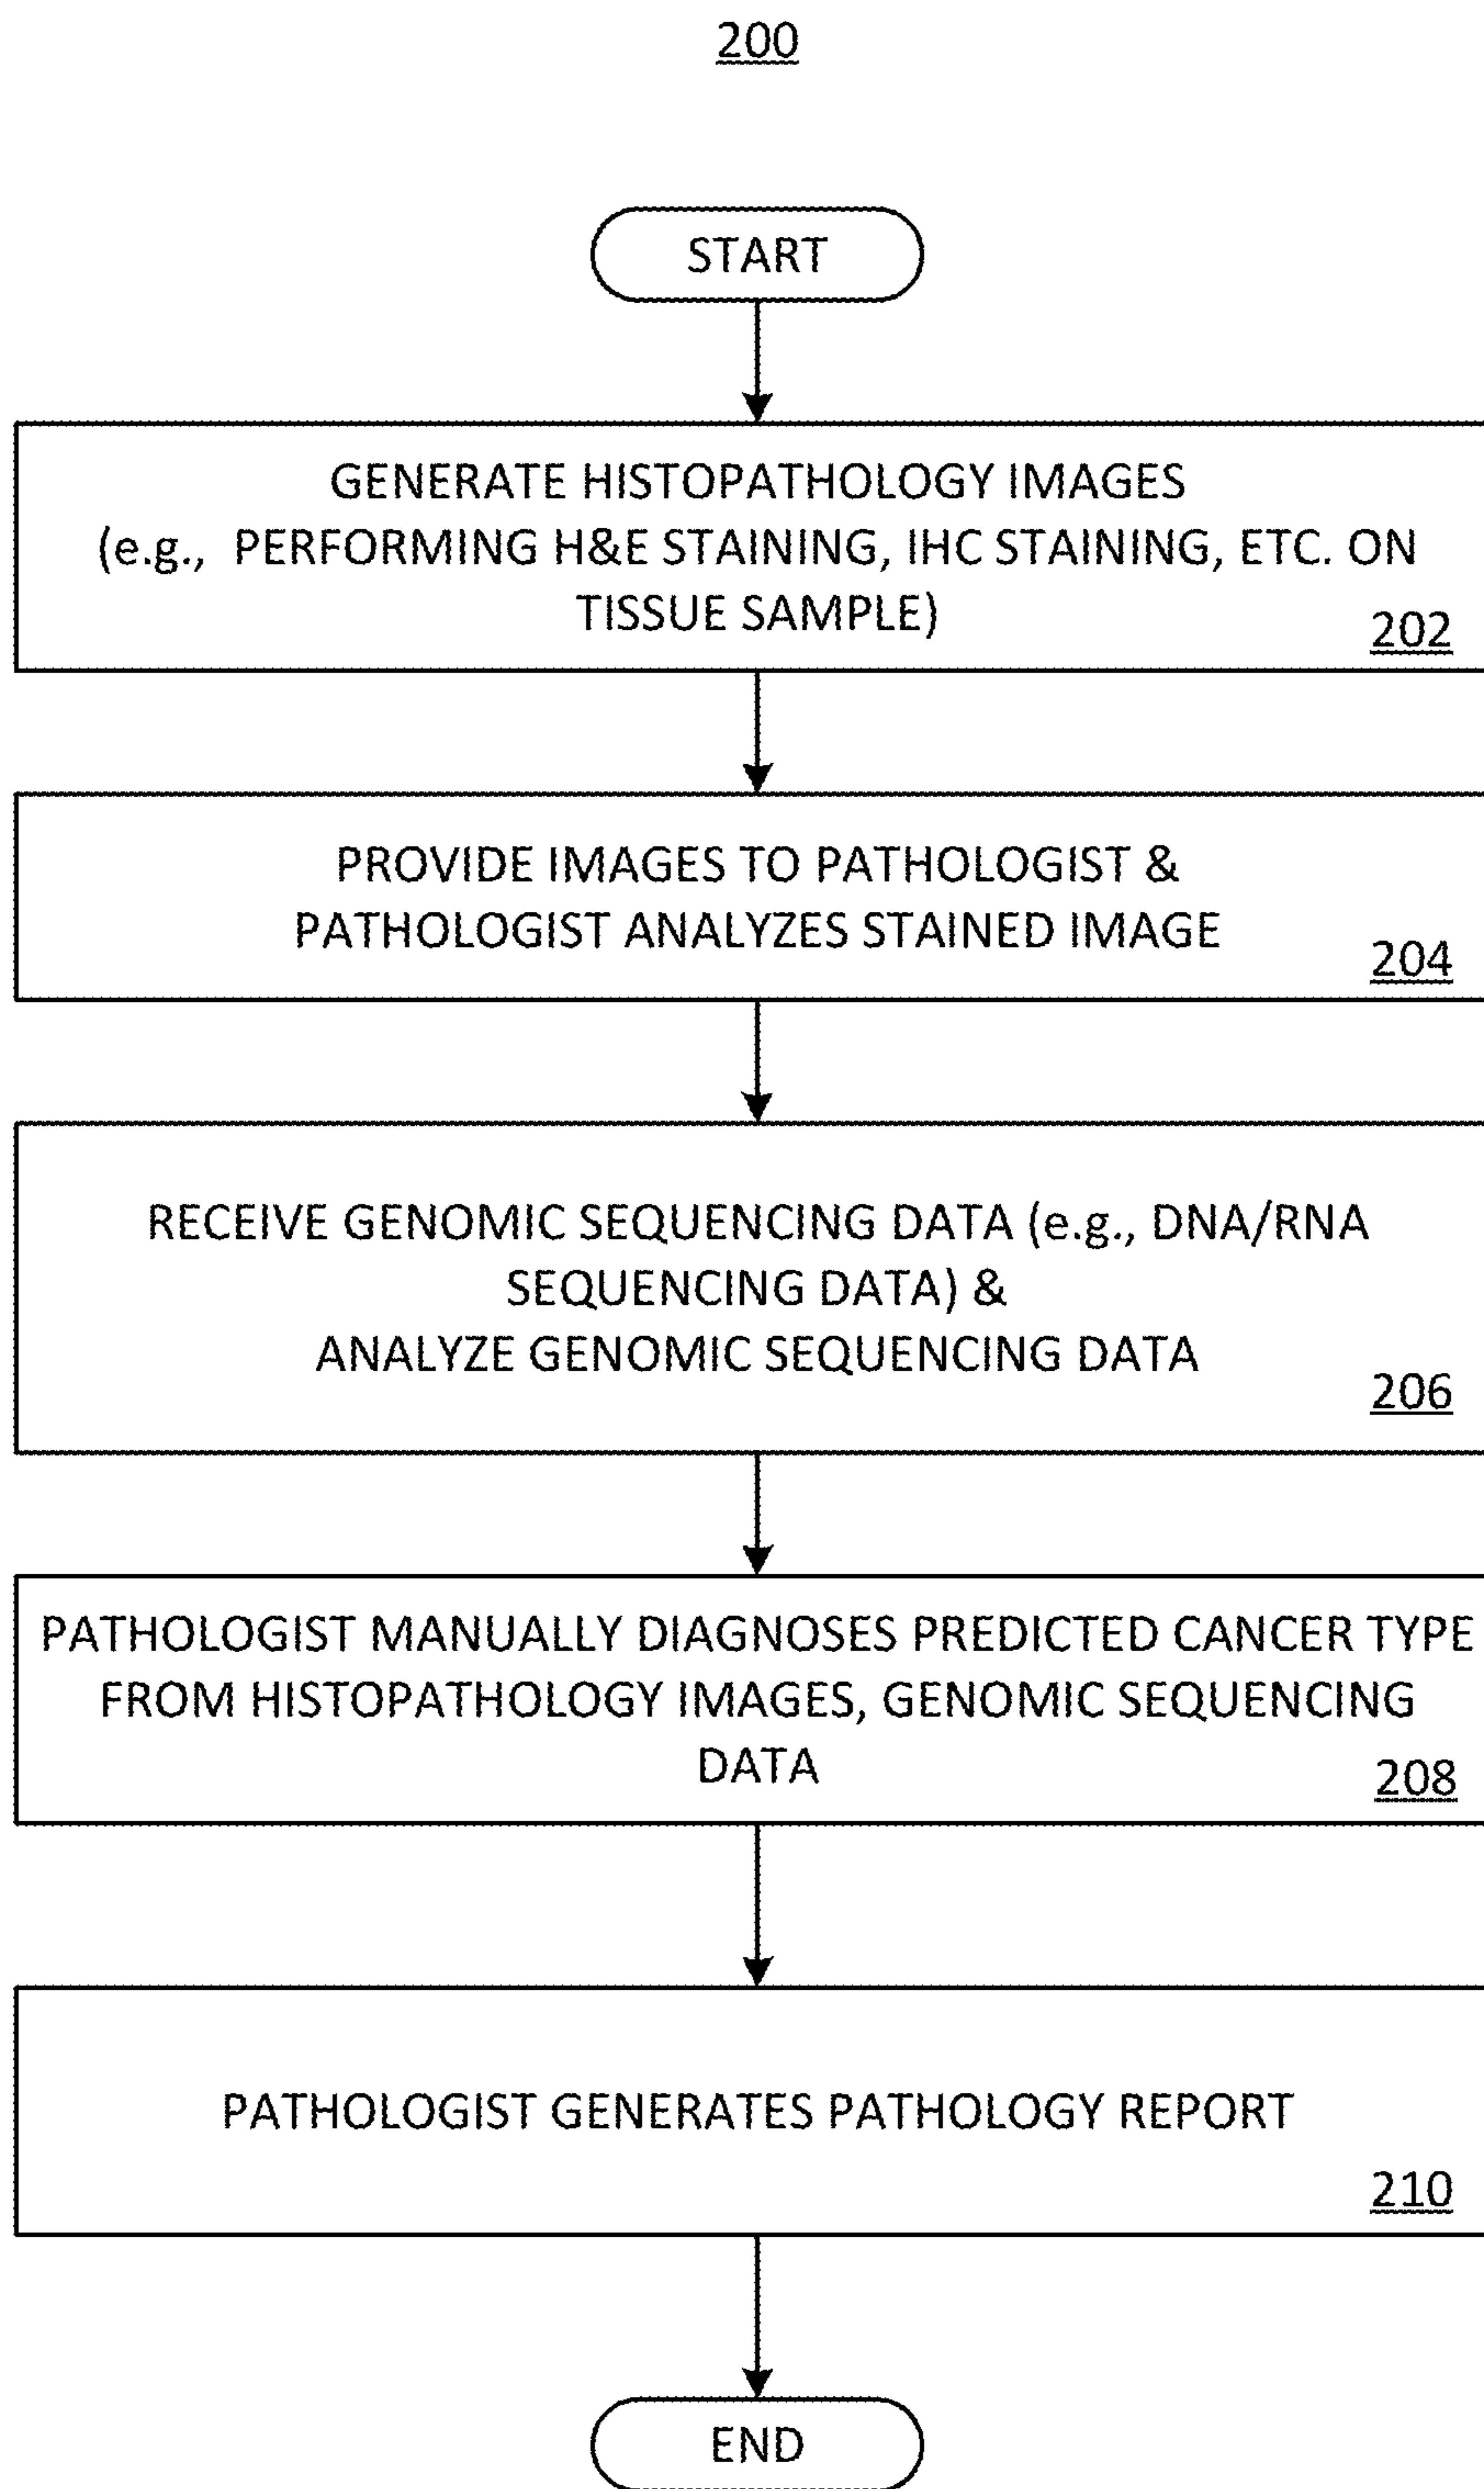 200
START
GENERATE HISTOPATHOLOGY IMAGES
(e.g., PERFORMING H&E STAINING, IHC STAINING, ETC. ON
TISSUE SAMPLE)
202
PROVIDE IMAGES TO PATHOLOGIST &
PATHOLOGIST ANALYZES STAINED IMAGE
204
RECEIVE GENOMIC SEQUENCING DATA (e.g., DNA/RNA
SEQUENCING DATA) &
ANALYZE GENOMIC SEQUENCING DATA
206
PATHOLOGIST MANUALLY DIAGNOSES PREDICTED CANCER TYPE
FROM HISTOPATHOLOGY IMAGES, GENOMIC SEQUENCING
DATA
208
PATHOLOGIST GENERATES PATHOLOGY REPORT
210
END